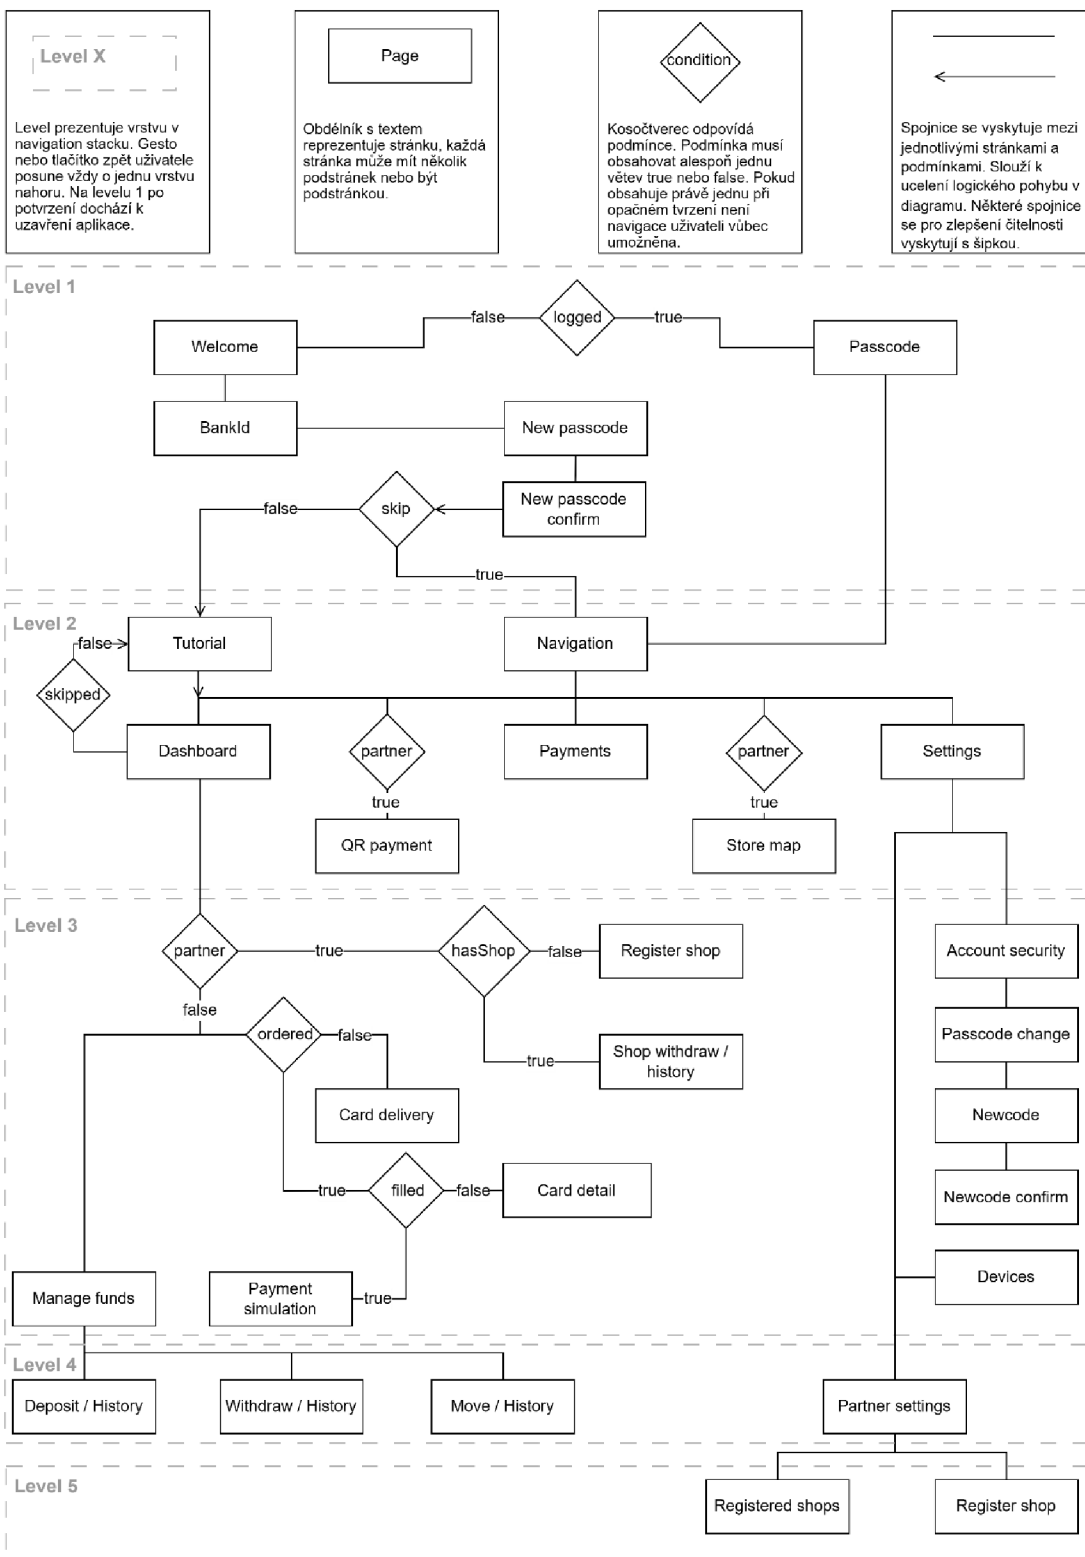 Level X
Level prezentuje vrstvu v
navigation stacku. Gesto
nebo tlačítko zpět uživatele
posune vždy o jednu vrstvu
nahoru. Na levelu 1 po
potvrzení dochází k
uzavření aplikace.
Page
Obdélník s textem
reprezentuje stránku, každá
stránka může mít několik
podstránek nebo být
podstránkou.
condition
Kosočtverec odpovídá
podmínce. Podmínka musí
obsahovat alespoň jednu
větev true nebo false. Pokud
obsahuje právě jednu při
opačném tvrzení není
navigace uživateli vůbec
umožněna.
Spojnice se vyskytuje mezi
jednotlivými stránkami a
podmínkami. Slouží k
ucelení logického pohybu v
diagramu. Některé spojnice
se pro zlepšení čitelnosti
vyskytují s šipkou.
Level 1
false
logged
true
Welcome
Passcode
BankId
New passcode
false
skip
New passcode
confirm
true
Level 2
false
Tutorial
Navigation
skipped
Dashboard
partner
Payments
partner
Settings
true
true
QR payment
Store map
Level 3
partner
true
hasShop
false
Register shop
Account security
false
ordered
false
true
Shop withdraw /
history
Passcode change
Card delivery
Newcode
true
filled
false
Card detail
Newcode confirm
Manage funds
Payment
simulation
true
Devices
Level 4
Deposit / History
Withdraw / History
Move / History
Partner settings
Level 5
Registered shops
Register shop